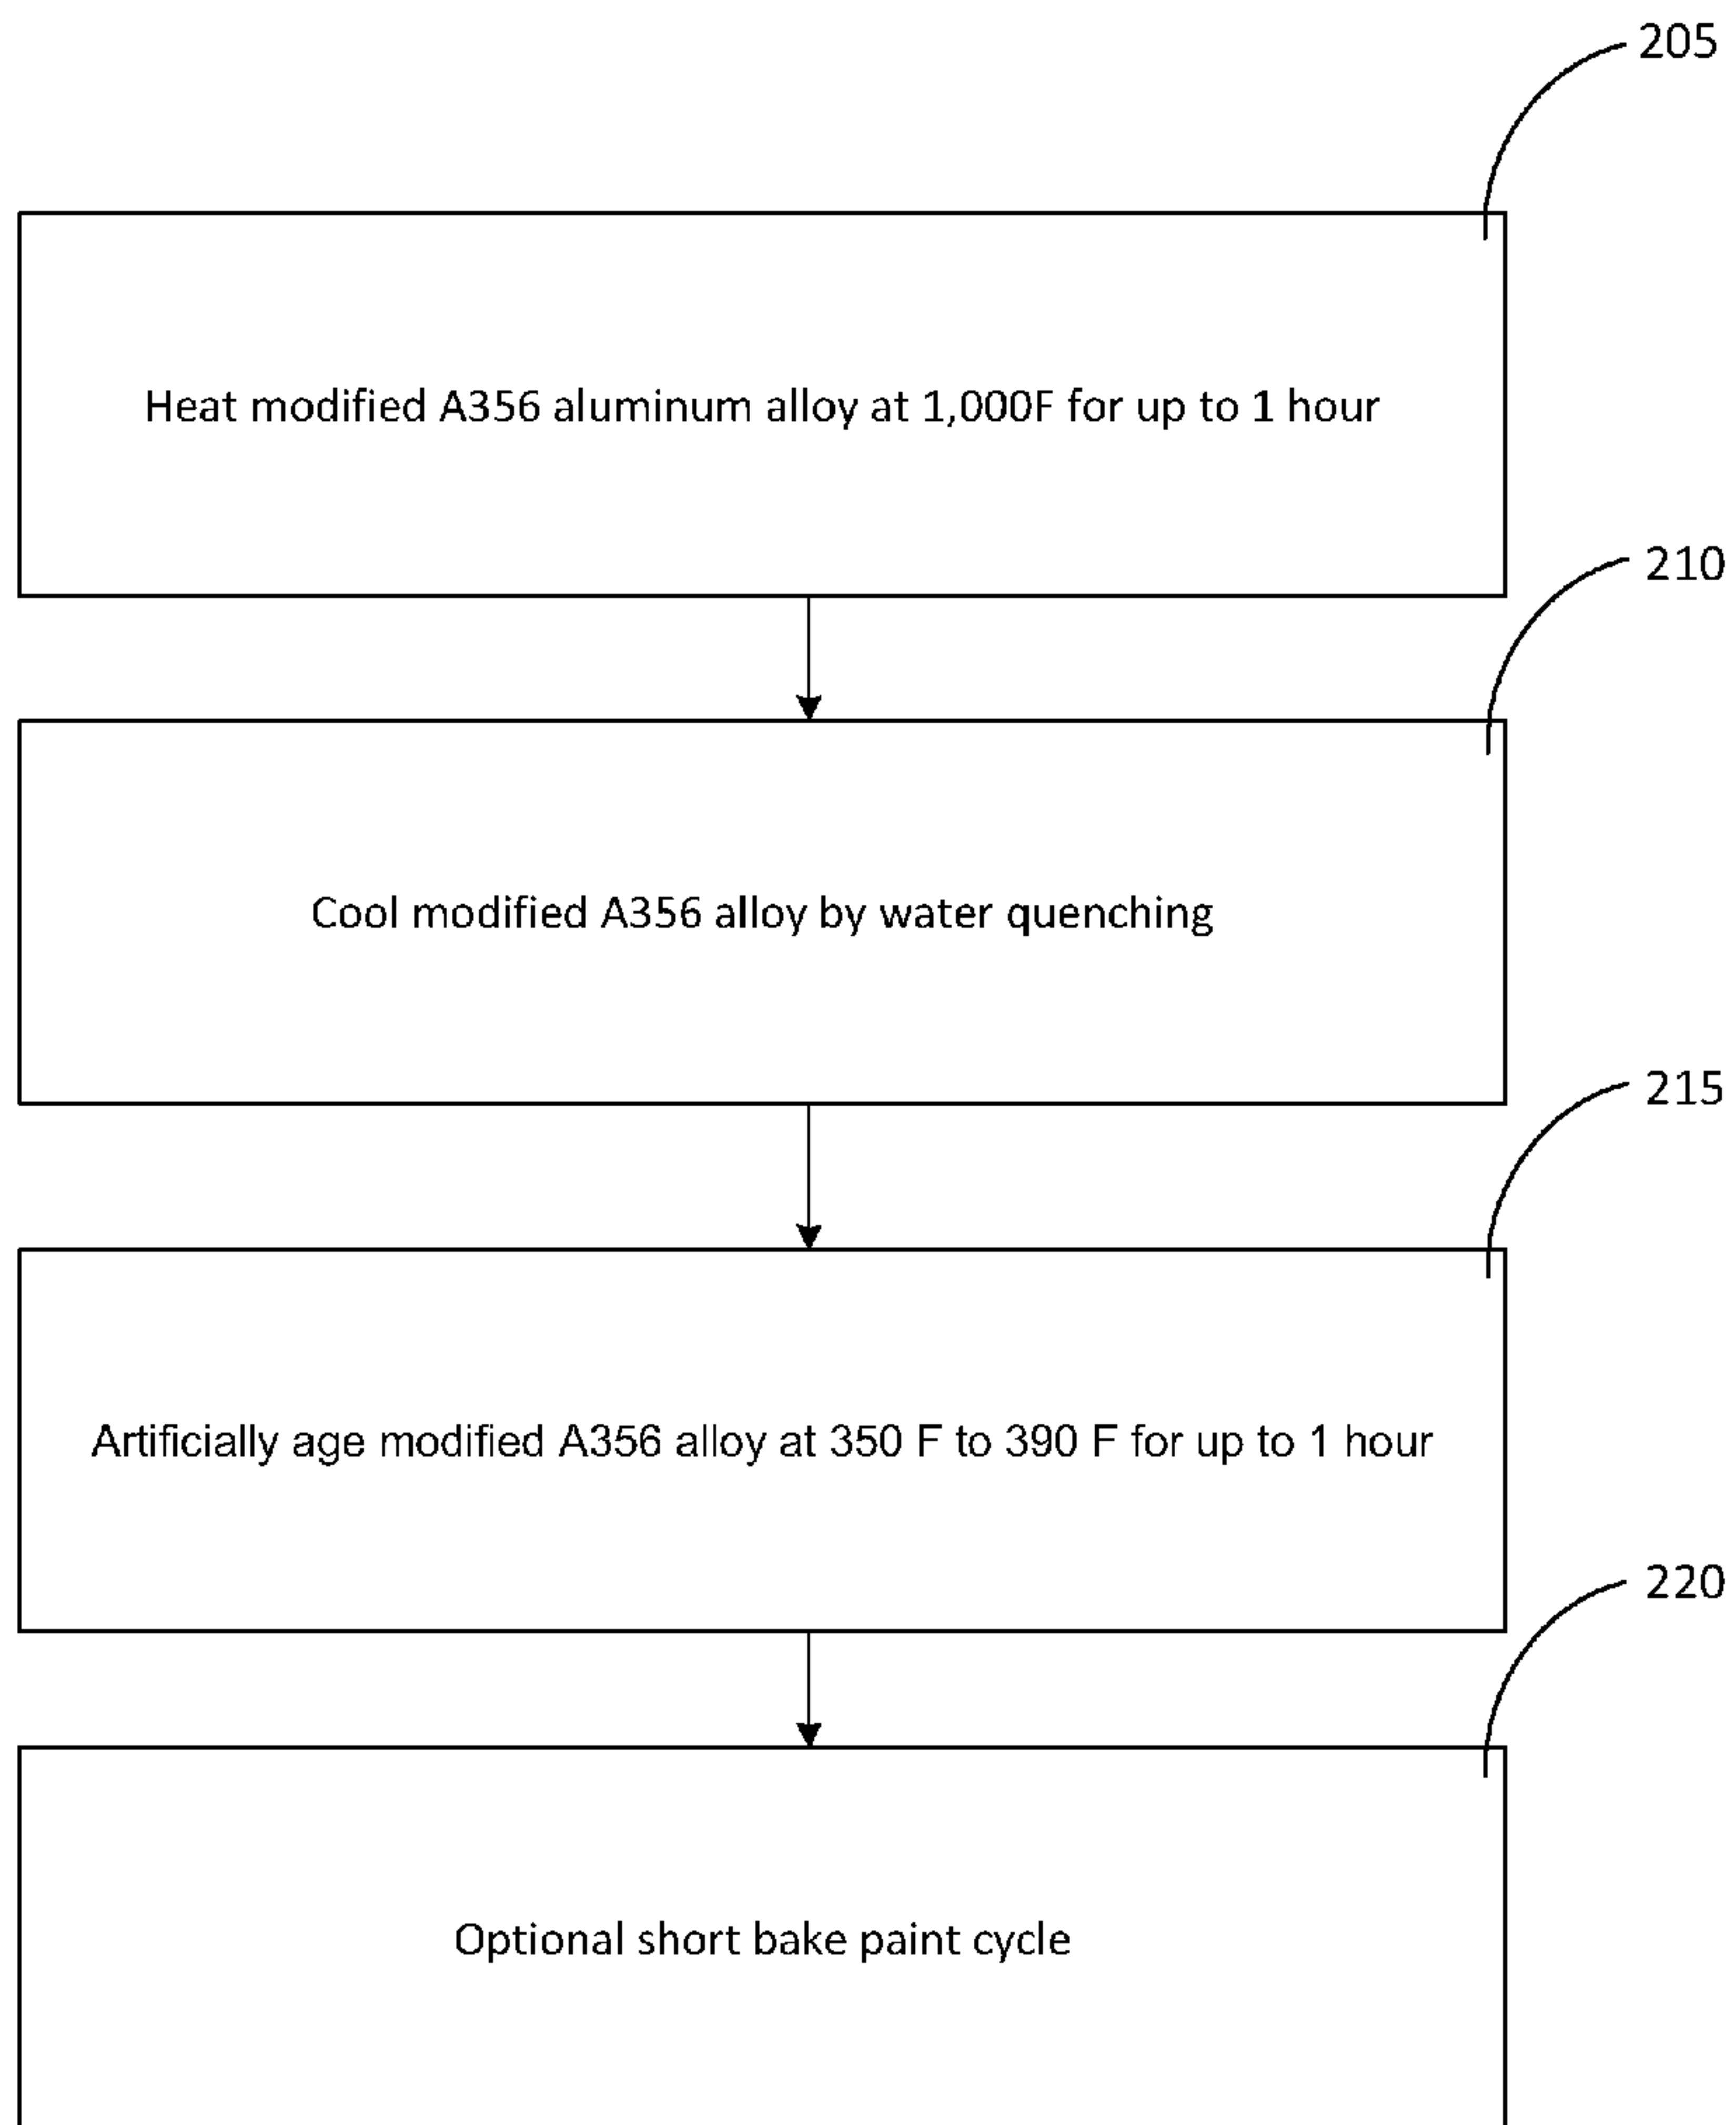 205
Heat modified A356 aluminum alloy at 1,000F for up to 1 hour
210
Cool modified A356 alloy by water quenching
215
Artificially age modified A356 alloy at 350 F to 390 F for up to 1 hour
220
Optional short bake paint cycle